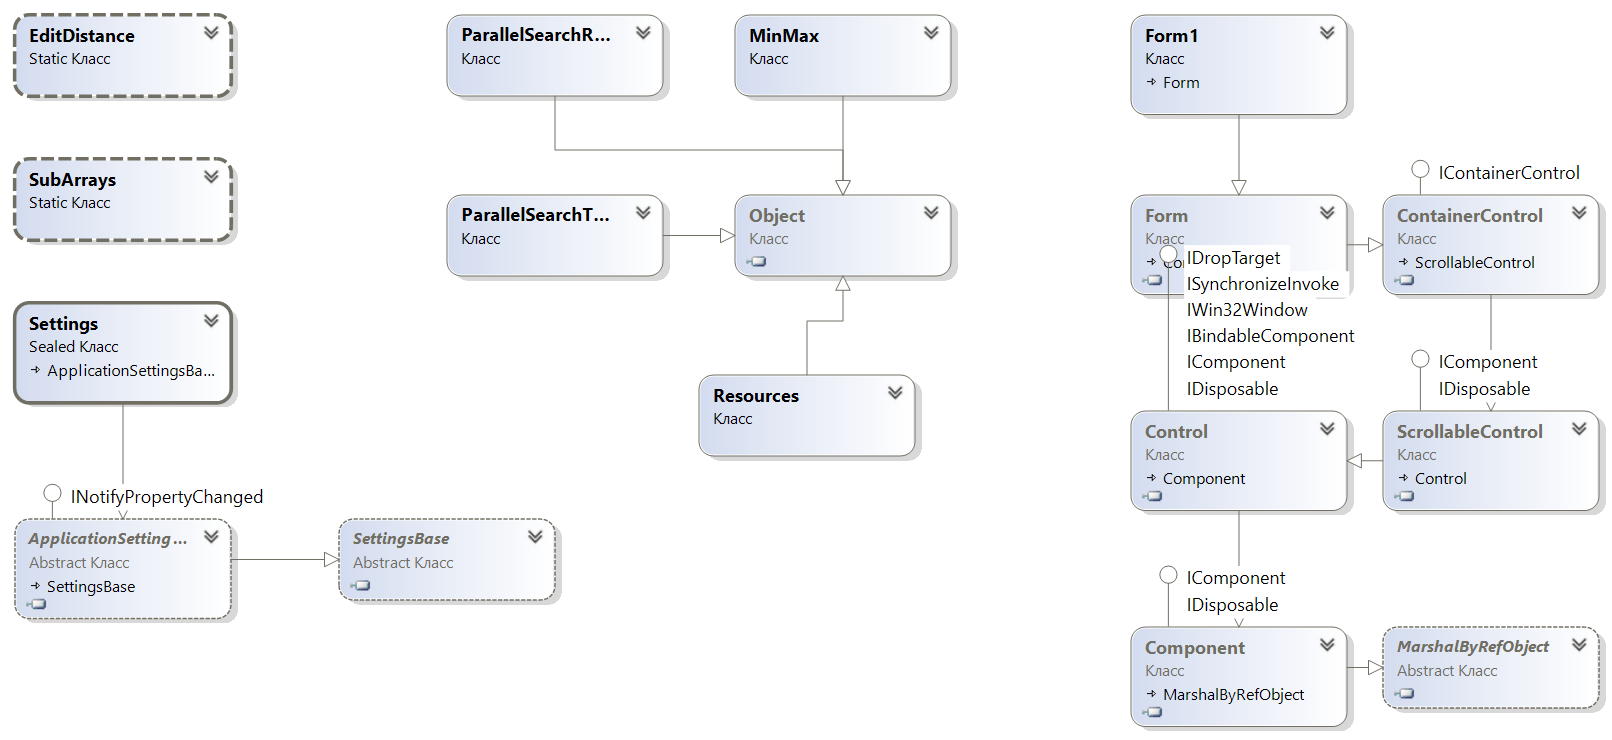 EditDistance
Static Класс
SubArrays
Static Класс
Settings
Sealed Класс
ApplicationSettingsBa...
INotifyPropertyChanged
ApplicationSetting...
Abstract Класс
SettingsBase
SettingsBase
Abstract Класс
ParallelSearchR...
Класс
MinMax
Класс
ParallelSearchT...
Класс
Object
Класс
Resources
Класс
Form1
Класс
Form
Form
Класс
Co
IContainerControl
ContainerControl
Класс
ScrollableControl
IDropTarget
ISynchronizeInvoke
IWin32Window
IBindableComponent
IComponent
IDisposable
Control
Класс
Component
IComponent
IDisposable
ScrollableControl
Класс
Control
IComponent
IDisposable
Component
Класс
MarshalByRefObject
MarshalByRefObject
Abstract Класс